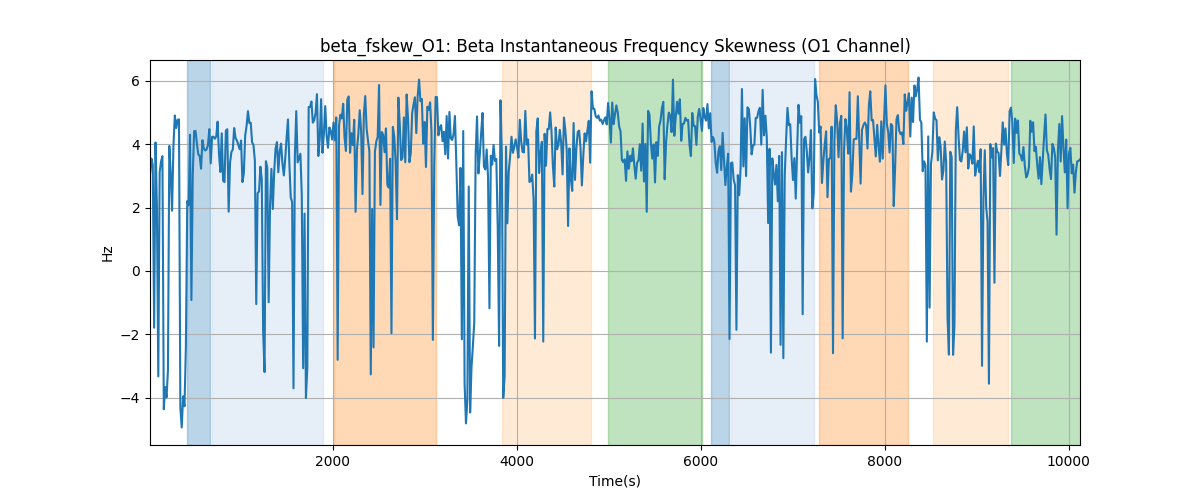 beta_fskew_O1: Beta Instantaneous Frequency Skewness (O1 Channel)
6
4
2
0
−2
−4
Hz
2000 4000 6000 8000 10000
Time(s)